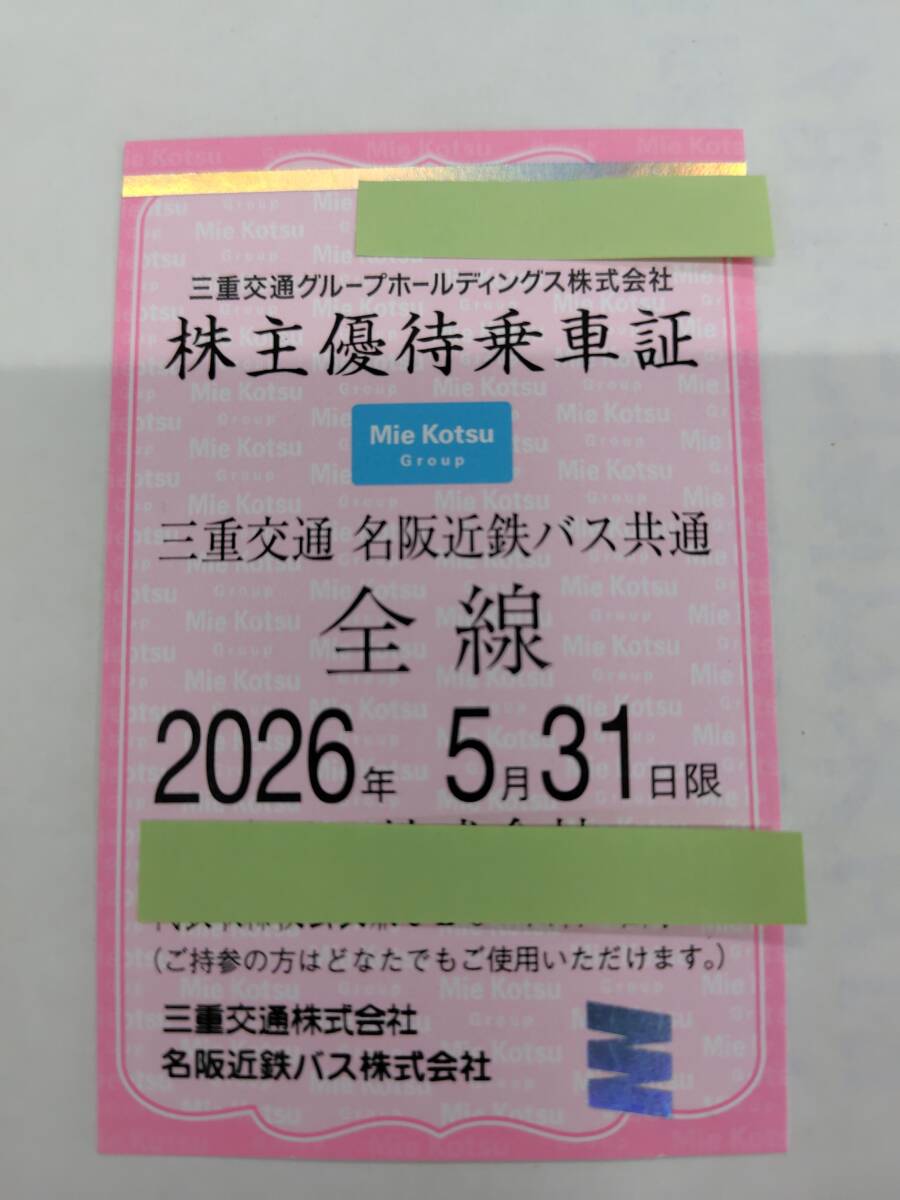 三重交通グループホールディングス株式会社
株主優待乗車証
Mie Kotsu
Group
三重交通 名阪近鉄バス共通
全線
2026年 5月31日限
(ご持参の方はどなたでもご使用いただけます。)
三重交通株式会社
名阪近鉄バス株式会社